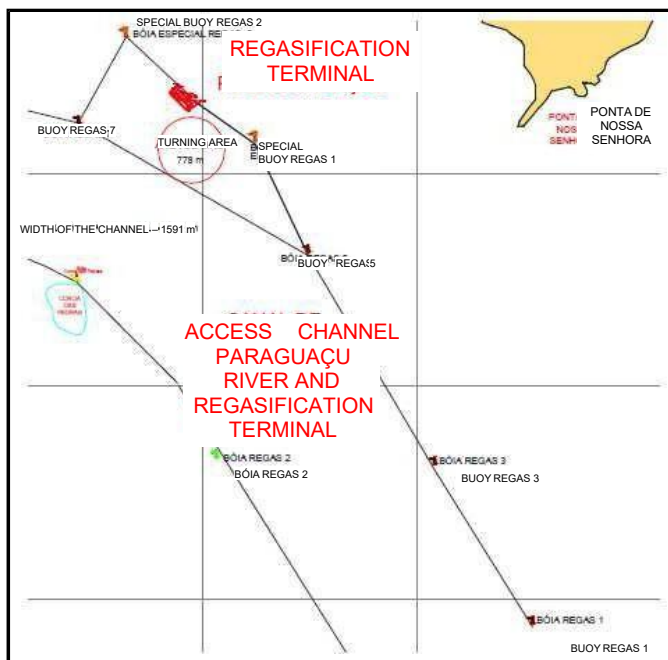 SPECIAL BUOY REGAS 2
BÓIA ESPECIAL REGAS 2
REGASIFICATION
TERMINAL
BUOY REGAS 7
TURNING AREA
778 m
SPECIAL
BUOY REGAS 1
PONTA DE
NOSSA
SENHORA
WIDTH OF THE CHANNEL 1591 m
BUOY REGAS5
ACCESS CHANNEL
PARAGUAÇU
RIVER AND
REGASIFICATION
TERMINAL
BÓIA REGAS 2
BÓIA REGAS 2
BÓIA REGAS 3
BUOY REGAS 3
BÓIA REGAS 1
BUOY REGAS 1